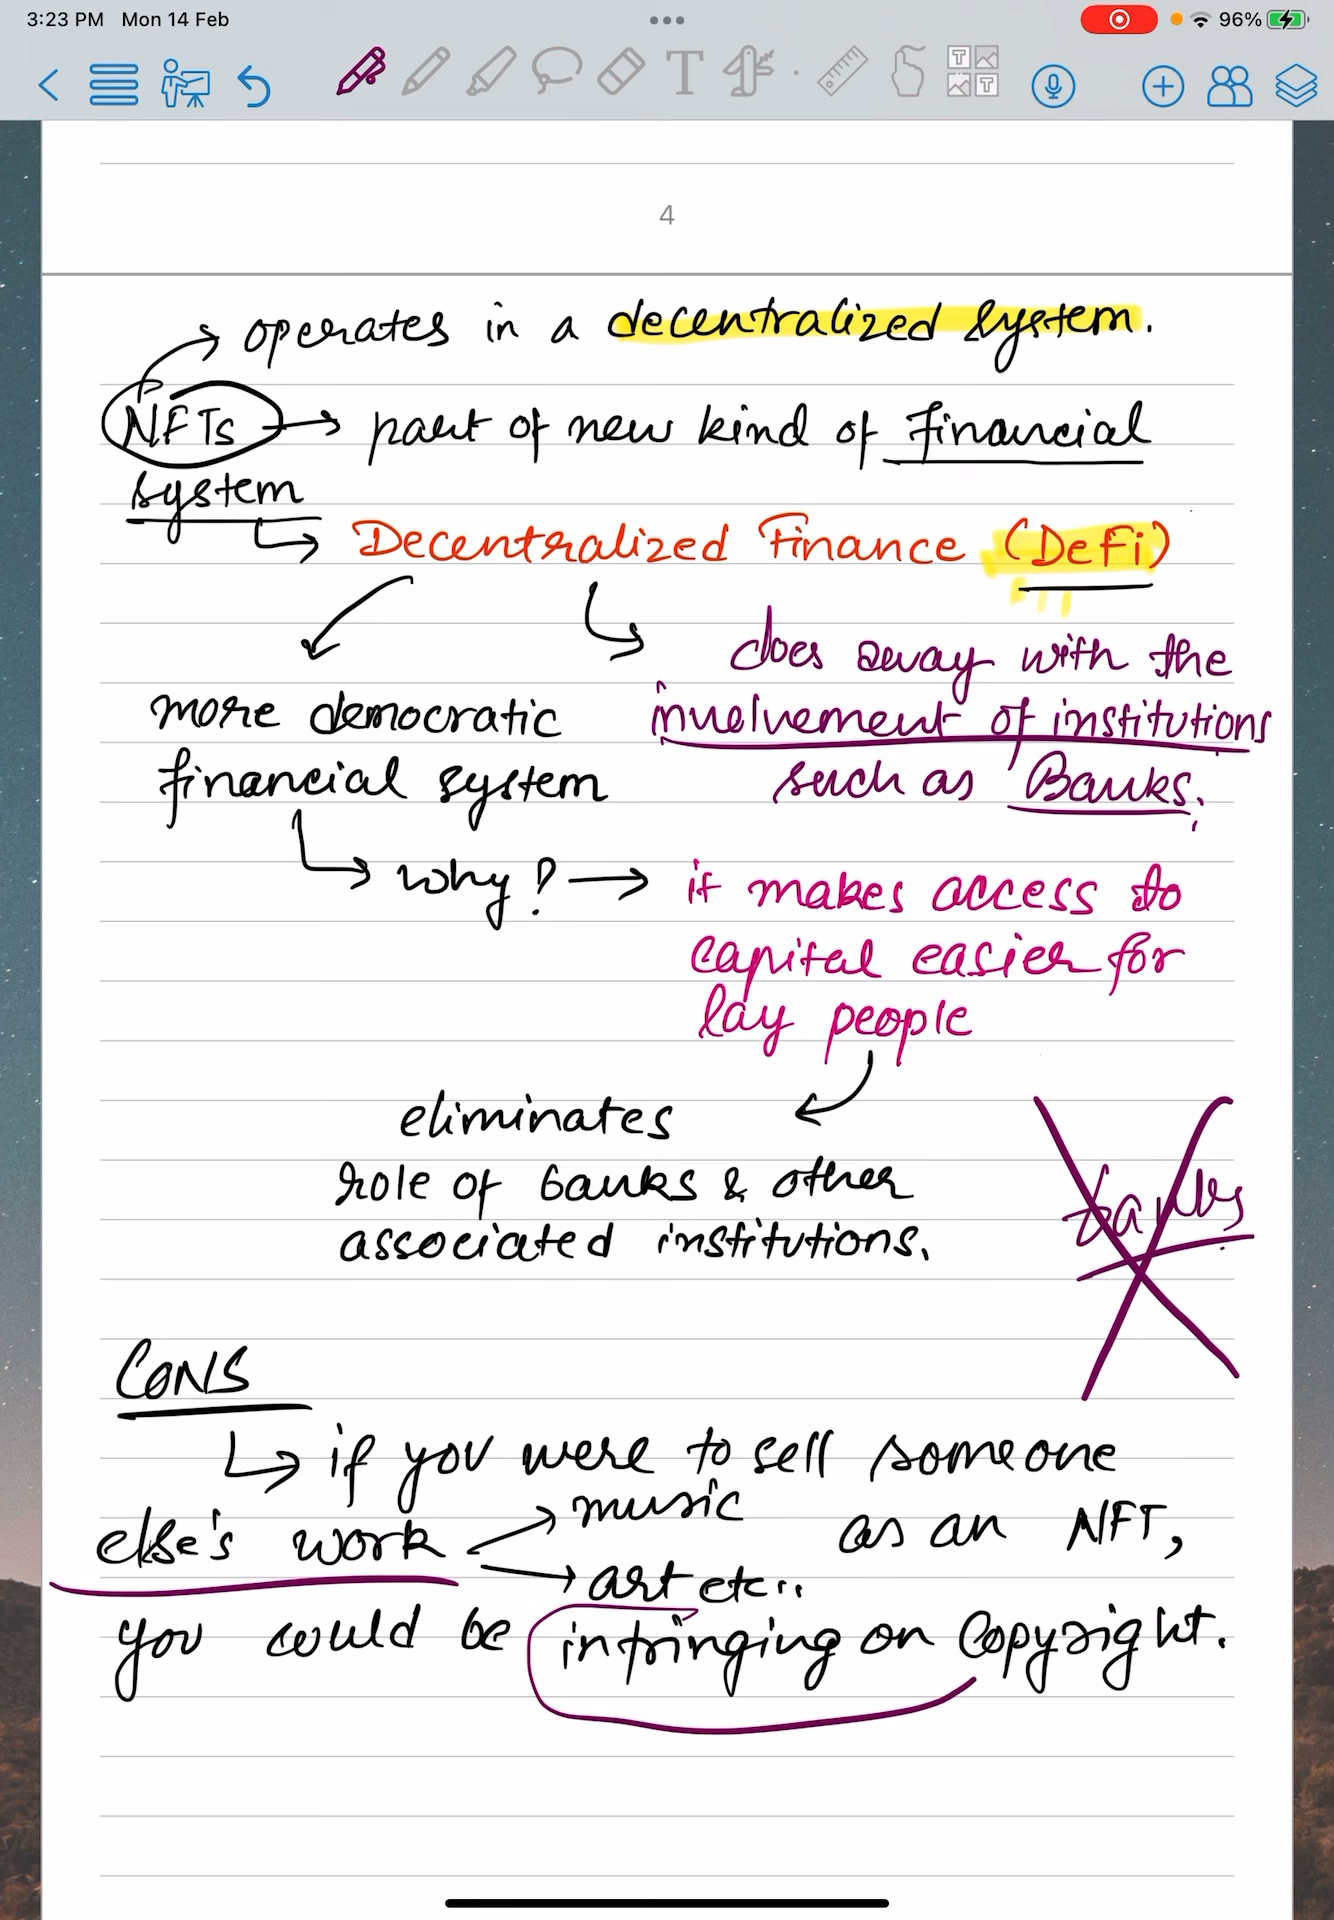 3:23 PM Mon 14 Feb
96%
T
4
operates in a decentralized system.
NFTs → part of new kind of financial
system
↳ Decentralized Finance (DeFi)
does away with the
more democratic
involvement of institutions
financial system
such as Banks.
↳ why? → it makes access to
capital easier for
lay people
eliminates
role of banks & other
associated institutions.
banks
CONS
↳ if you were to sell someone
else's work → music as an NFT,
→ art etc..
you could be infringing on Copyright.